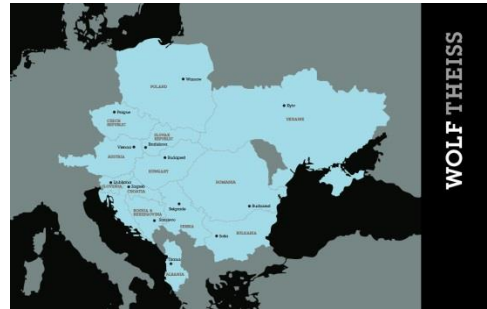 POLAND
Warsaw
Kyiv
UKRAINE
Prague
CZECH
REPUBLIC
SLOVAK
REPUBLIC
Bratislava
Vienna
AUSTRIA
Budapest
HUNGARY
ROMANIA
Ljubljana
SLOVENIA
Zagreb
CROATIA
Belgrade
Bucharest
BOSNIA &
HERZEGOVINA
Sarajevo
SERBIA
Sofia
BULGARIA
Tirana
ALBANIA
WOLF THEISS